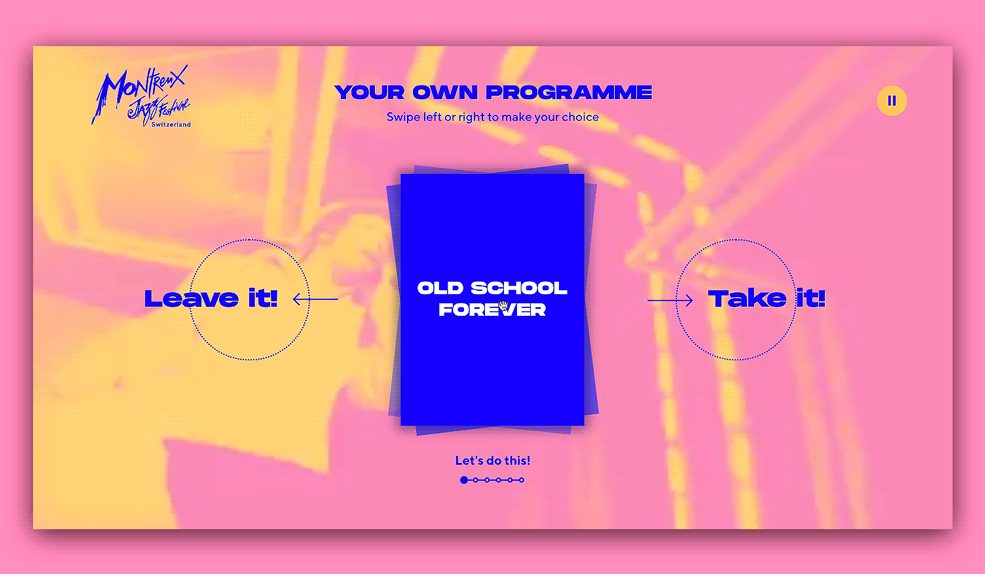 Montreux
Jazz Festival
Switzerland
YOUR OWN PROGRAMME
Swipe left or right to make your choice
Leave it!
OLD SCHOOL
FOREVER
Take it!
Let's do this!